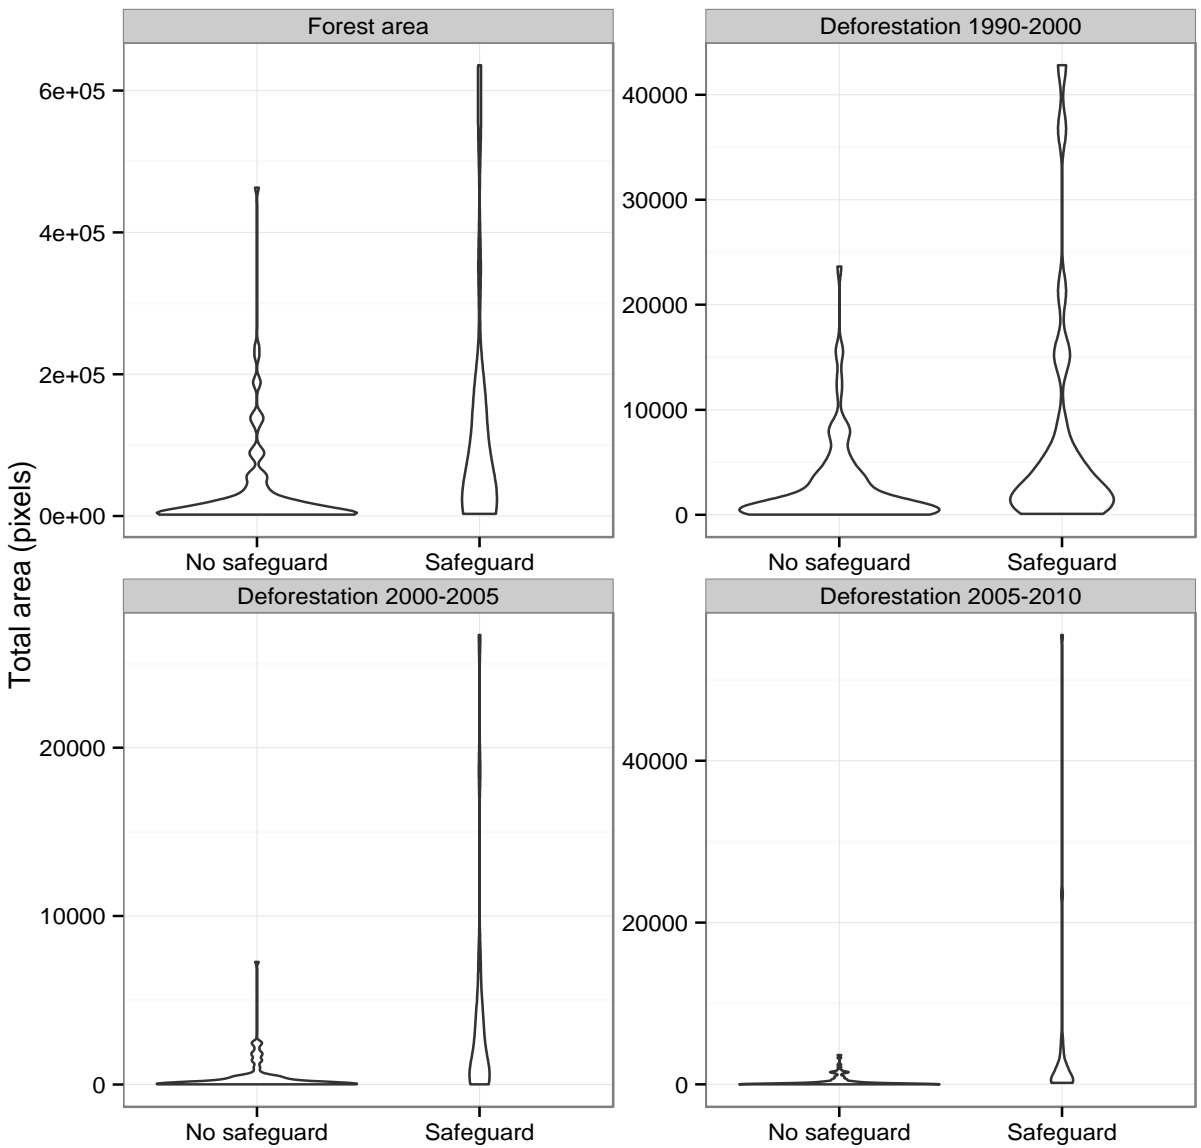 Total area (pixels)
Forest area
6e+05
4e+05
2e+05
0e+00
No safeguard Safeguard
Deforestation 1990-2000
40000
30000
20000
10000
0
No safeguard Safeguard
Deforestation 2000-2005
20000
10000
0
No safeguard Safeguard
Deforestation 2005-2010
40000
20000
0
No safeguard Safeguard